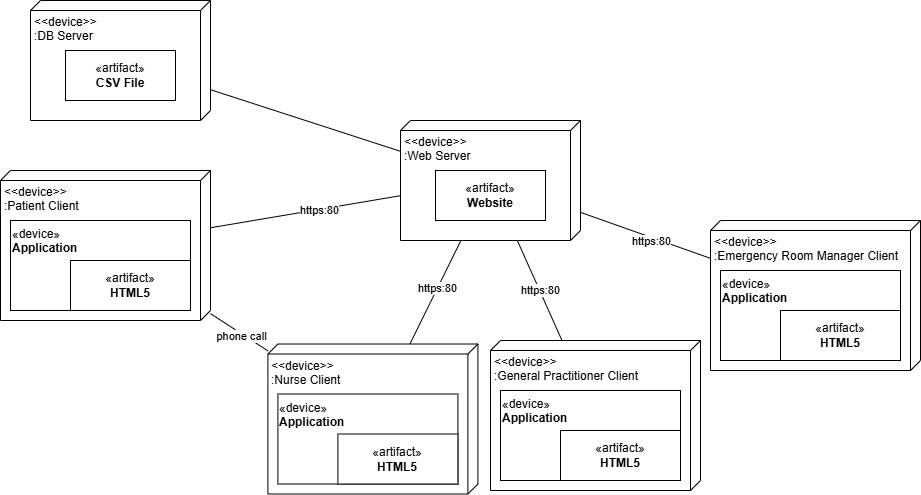 <<device>>
:DB Server
«artifact»
CSV File
<<device>>
:Web Server
«artifact»
Website
<<device>>
:Patient Client
«device»
Application
«artifact»
HTML5
https:80
https:80
<<device>>
:Emergency Room Manager Client
«device»
Application
«artifact»
HTML5
https:80
https:80
phone call
<<device>>
:Nurse Client
«device»
Application
«artifact»
HTML5
<<device>>
:General Practitioner Client
«device»
Application
«artifact»
HTML5